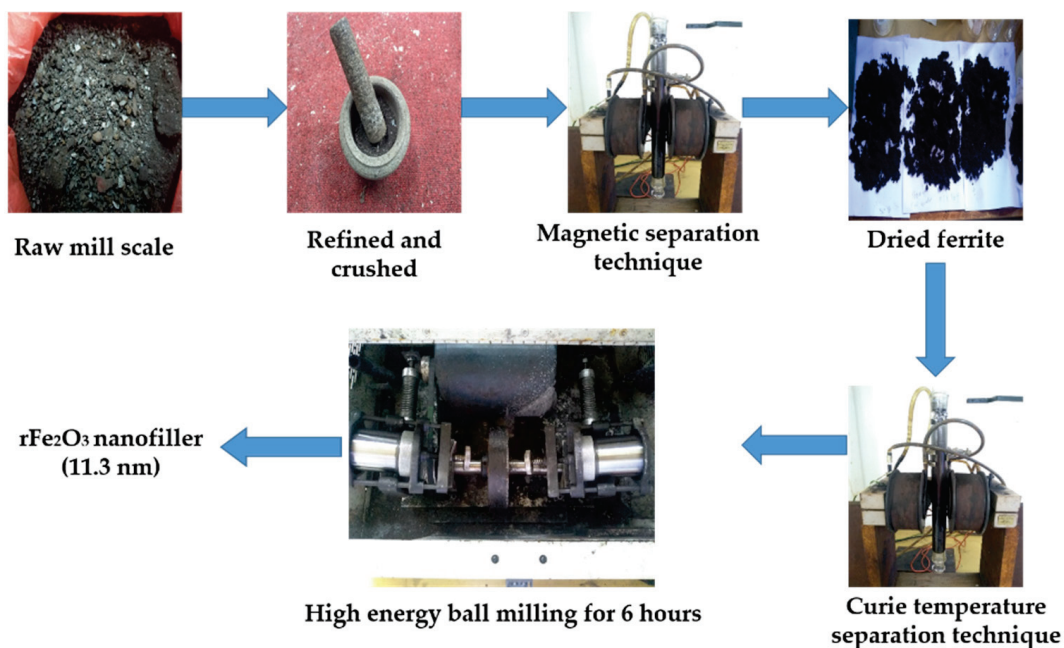 Raw mill scale
Refined and
crushed
Magnetic separation
technique
Dried ferrite
Curie temperature
separation technique
High energy ball milling for 6 hours
rFe₂O₃ nanofiller
(11.3 nm)